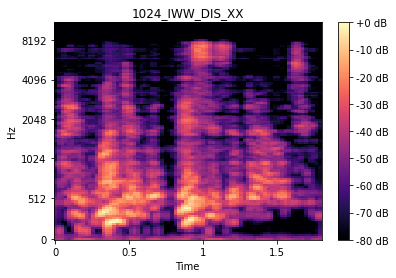 1024_IWW_DIS_XX
8192
4096
2048
1024
512
0
Hz
0
0.5
1
1.5
Time
+0 dB
-10 dB
-20 dB
-30 dB
-40 dB
-50 dB
-60 dB
-70 dB
-80 dB